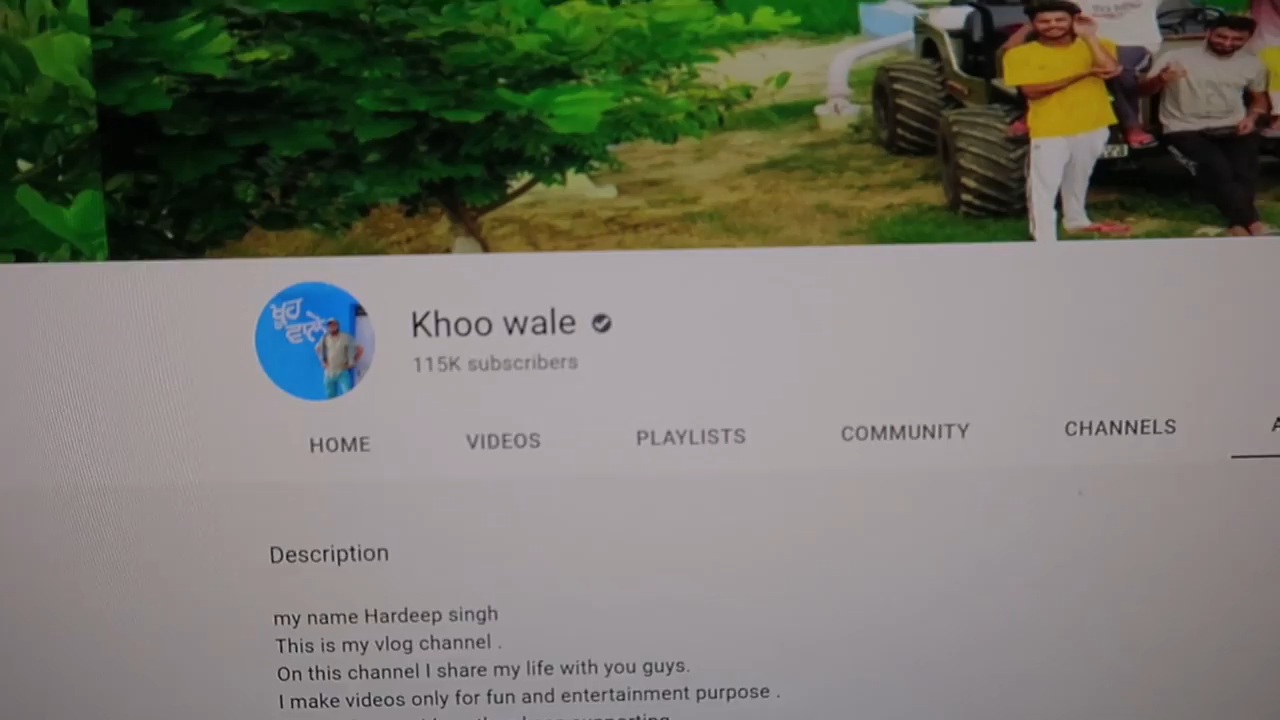 ਖੂਹ
ਵਾਲੇ
Khoo wale
115K subscribers
HOME VIDEOS PLAYLISTS COMMUNITY CHANNELS
Description
my name Hardeep singh
This is my vlog channel .
On this channel I share my life with you guys.
I make videos only for fun and entertainment purpose .
supporting